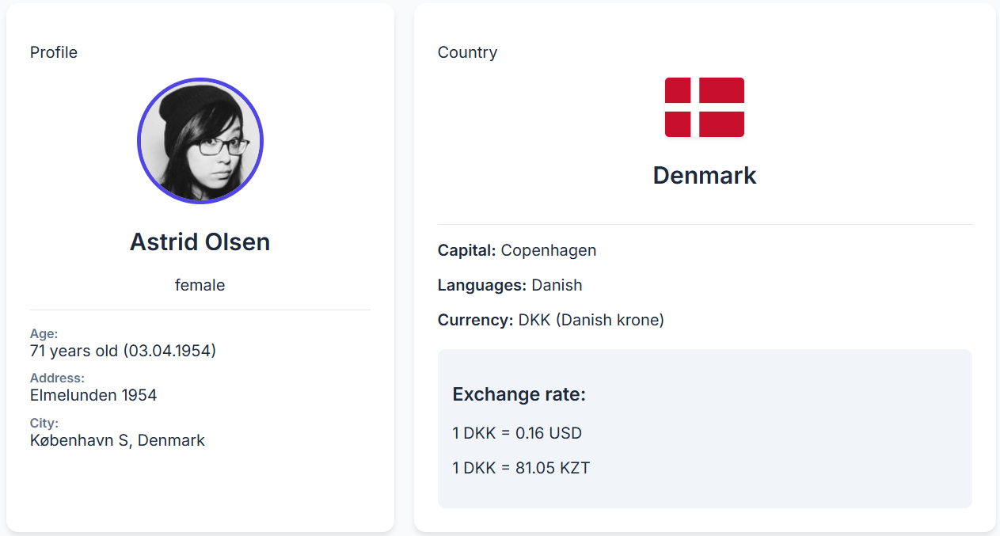 Profile
Astrid Olsen
female
Age:
71 years old (03.04.1954)
Address:
Elmelunden 1954
City:
København S, Denmark
Country
Denmark
Capital: Copenhagen
Languages: Danish
Currency: DKK (Danish krone)
Exchange rate:
1 DKK = 0.16 USD
1 DKK = 81.05 KZT